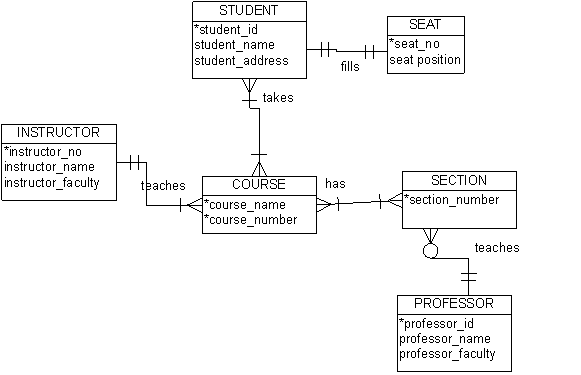 STUDENT
*student_id
student_name
student_address
SEAT
*seat_no
seat position
fills
takes
INSTRUCTOR
*instructor_no
instructor_name
instructor_faculty
teaches
COURSE
*course_name
*course_number
has
SECTION
*section_number
teaches
PROFESSOR
*professor_id
professor_name
professor_faculty